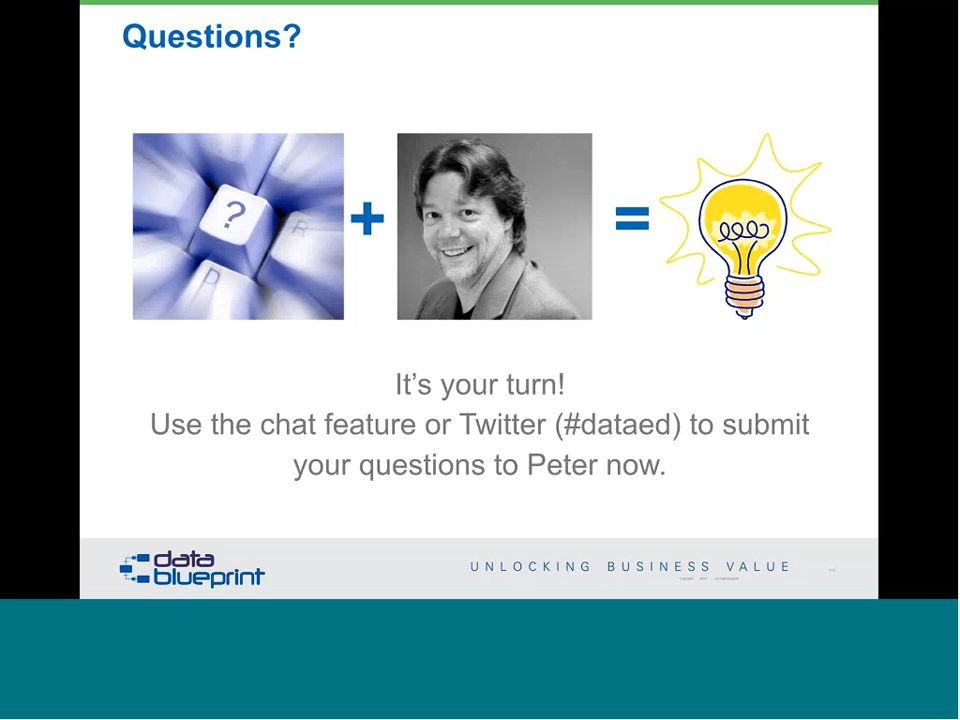 Questions?
?
R
D
+
=
It's your turn!
Use the chat feature or Twitter (#dataed) to submit
your questions to Peter now.
data
blueprint
UNLOCKING BUSINESS VALUE